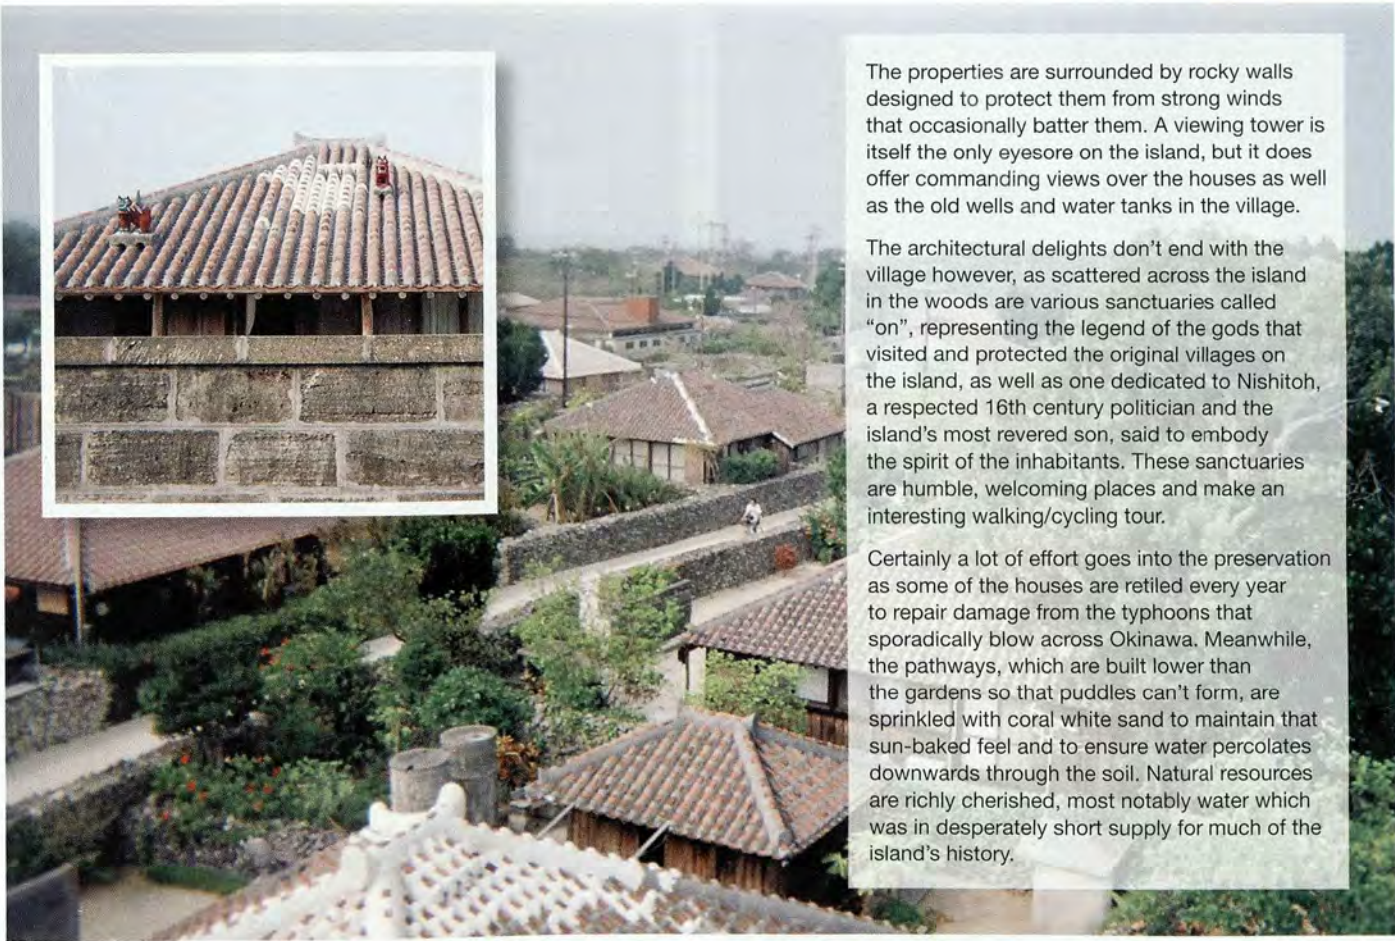 The properties are surrounded by rocky walls
designed to protect them from strong winds
that occasionally batter them. A viewing tower is
itself the only eyesore on the island, but it does
offer commanding views over the houses as well
as the old wells and water tanks in the village.
The architectural delights don't end with the
village however, as scattered across the island
in the woods are various sanctuaries called
"on", representing the legend of the gods that
visited and protected the original villages on
the island, as well as one dedicated to Nishitoh,
a respected 16th century politician and the
island's most revered son, said to embody
the spirit of the inhabitants. These sanctuaries
are humble, welcoming places and make an
interesting walking/cycling tour.
Certainly a lot of effort goes into the preservation
as some of the houses are retiled every year
to repair damage from the typhoons that
sporadically blow across Okinawa. Meanwhile,
the pathways, which are built lower than
the gardens so that puddles can't form, are
sprinkled with coral white sand to maintain that
sun-baked feel and to ensure water percolates
downwards through the soil. Natural resources
are richly cherished, most notably water which
was in desperately short supply for much of the
island's history.